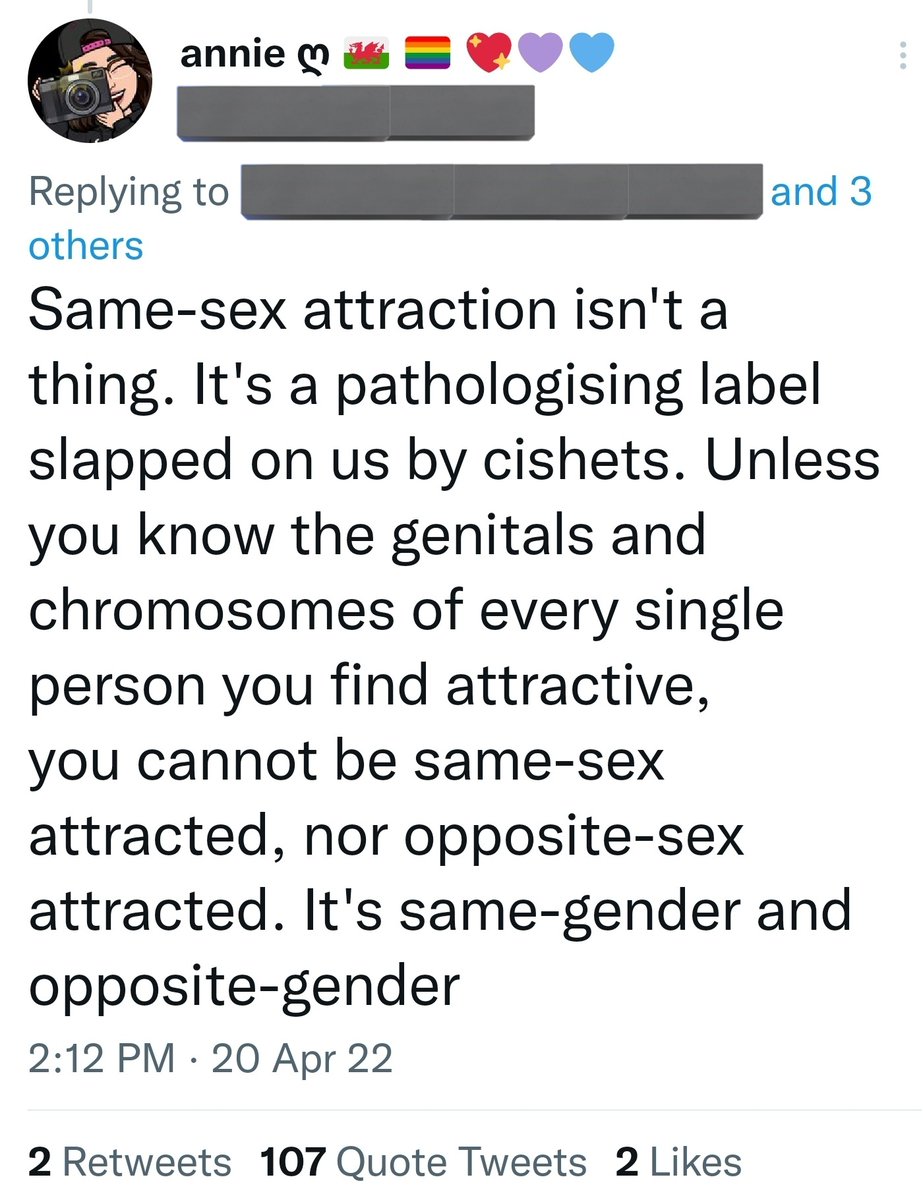 annie ღ 🏴󠁧󠁢󠁷󠁬󠁳󠁿 🏳️‍🌈 💖💜💙
Replying to and 3
others
Same-sex attraction isn't a
thing. It's a pathologising label
slapped on us by cishets. Unless
you know the genitals and
chromosomes of every single
person you find attractive,
you cannot be same-sex
attracted, nor opposite-sex
attracted. It's same-gender and
opposite-gender
2:12 PM · 20 Apr 22
2 Retweets 107 Quote Tweets 2 Likes